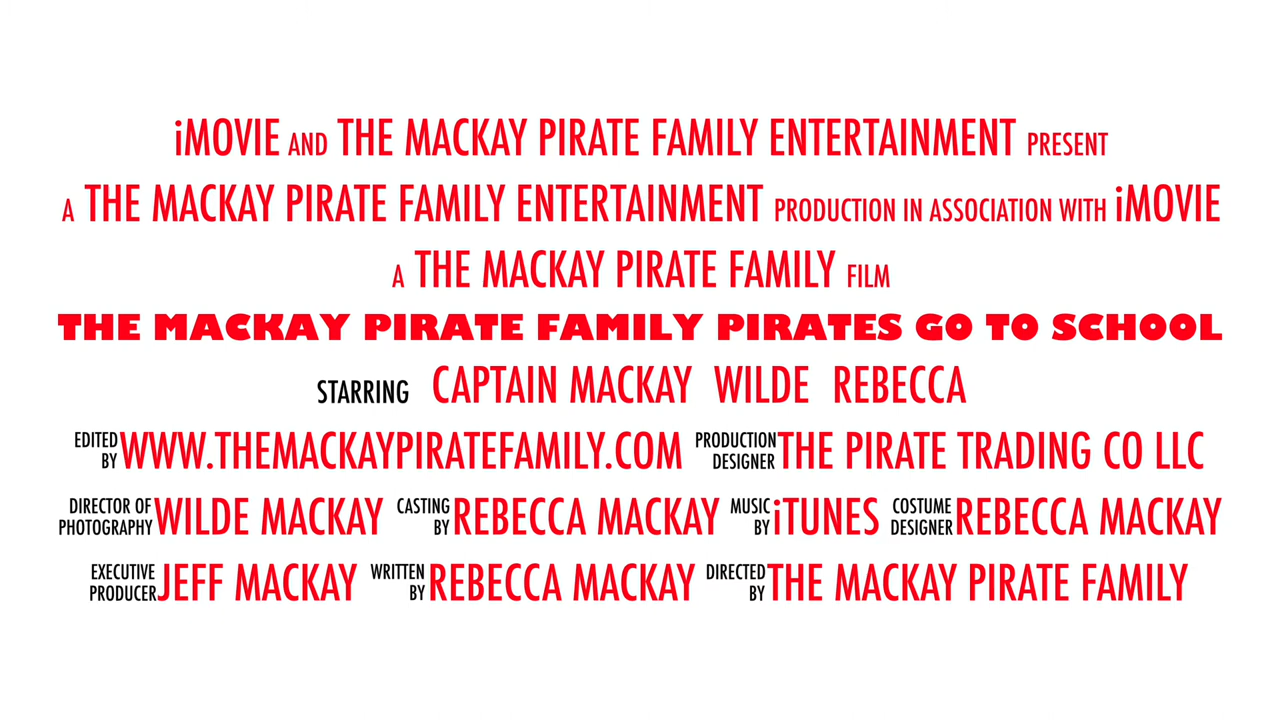 iMOVIE AND THE MACKAY PIRATE FAMILY ENTERTAINMENT PRESENT
A THE MACKAY PIRATE FAMILY ENTERTAINMENT PRODUCTION IN ASSOCIATION WITH iMOVIE
A THE MACKAY PIRATE FAMILY FILM
THE MACKAY PIRATE FAMILY PIRATES GO TO SCHOOL
STARRING CAPTAIN MACKAY WILDE REBECCA
EDITED BY WWW.THEMACKAYPIRATEFAMILY.COM PRODUCTION DESIGNER THE PIRATE TRADING CO LLC
DIRECTOR OF PHOTOGRAPHY WILDE MACKAY CASTING BY REBECCA MACKAY MUSIC BY iTUNES COSTUME DESIGNER REBECCA MACKAY
EXECUTIVE PRODUCER JEFF MACKAY WRITTEN BY REBECCA MACKAY DIRECTED BY THE MACKAY PIRATE FAMILY